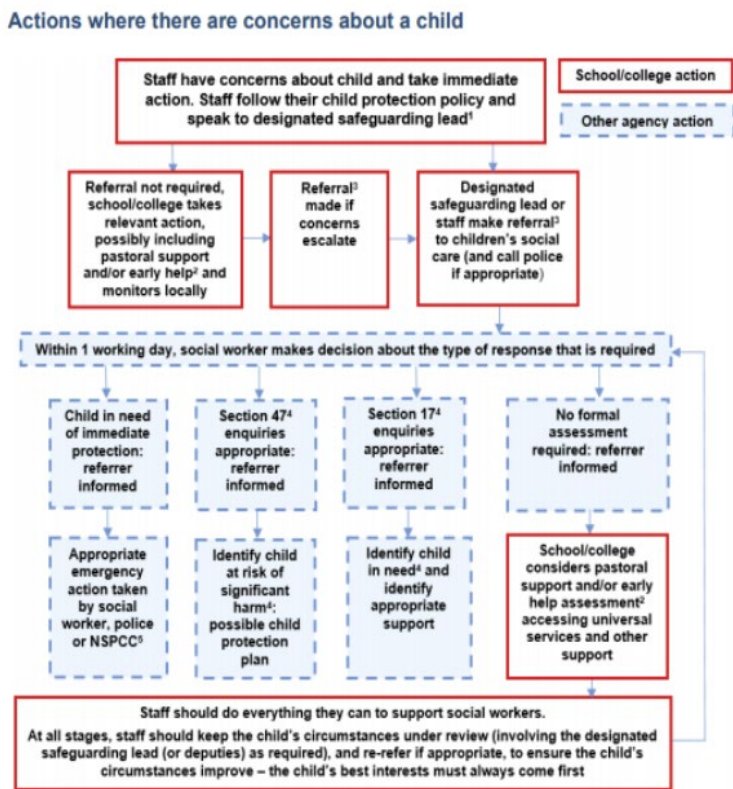 Actions where there are concerns about a child
Staff have concerns about child and take immediate
action. Staff follow their child protection policy and
speak to designated safeguarding lead¹
School/college action
Other agency action
Referral not required,
school/college takes
relevant action,
possibly including
pastoral support
and/or early help² and
monitors locally
Referral³
made if
concerns
escalate
Designated
safeguarding lead or
staff make referral³
to children's social
care (and call police
if appropriate)
Within 1 working day, social worker makes decision about the type of response that is required
Child in need
of immediate
protection:
referrer
informed
Section 47⁴
enquiries
appropriate:
referrer
informed
Section 17⁴
enquiries
appropriate:
referrer
informed
No formal
assessment
required: referrer
informed
Appropriate
emergency
action taken
by social
worker, police
or NSPCC⁵
Identify child
at risk of
significant
harm⁴:
possible child
protection
plan
Identify child
in need⁴ and
identify
appropriate
support
School/college
considers pastoral
support and/or early
help assessment²
accessing universal
services and other
support
Staff should do everything they can to support social workers.
At all stages, staff should keep the child's circumstances under review (involving the designated
safeguarding lead (or deputies) as required), and re-refer if appropriate, to ensure the child's
circumstances improve – the child's best interests must always come first